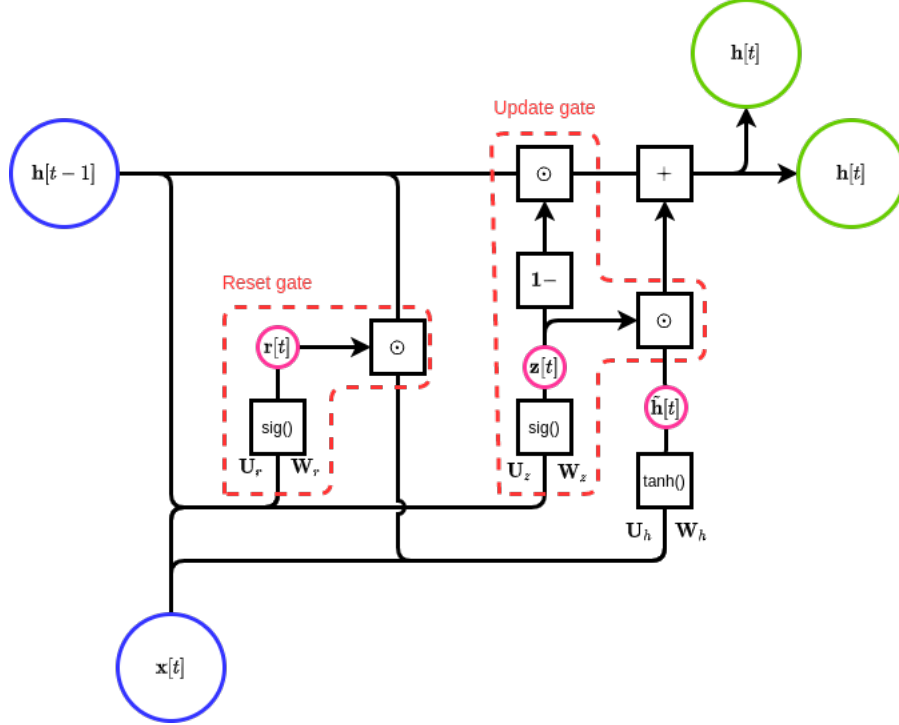 h[t]
Update gate
h[t − 1]
⊙
+
h[t]
1−
Reset gate
r[t]
⊙
⊙
z[t]
h̃[t]
sig()
sig()
U_r W_r
U_z W_z
tanh()
U_h W_h
x[t]